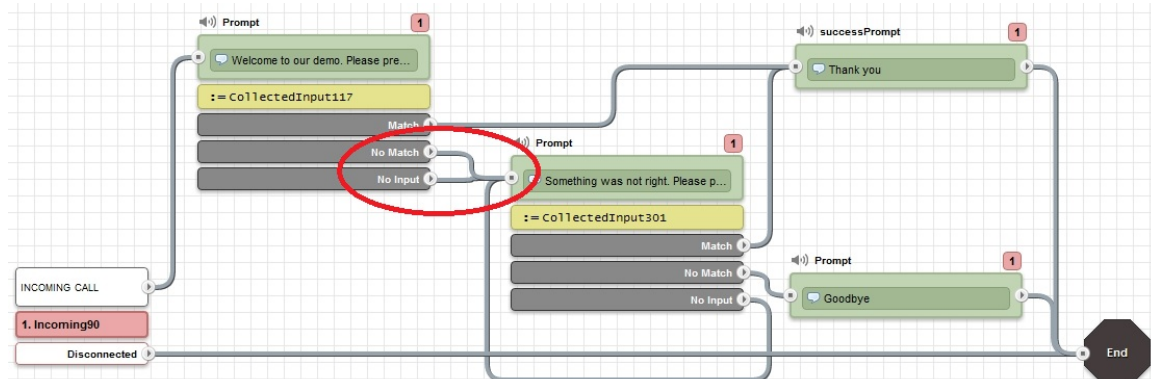 Prompt 1
Welcome to our demo. Please pre...
:= CollectedInput117
Match
No Match
No Input
Prompt 1
Something was not right. Please p...
:= CollectedInput301
Match
No Match
No Input
successPrompt 1
Thank you
Prompt 1
Goodbye
INCOMING CALL
1. Incoming90
Disconnected
End